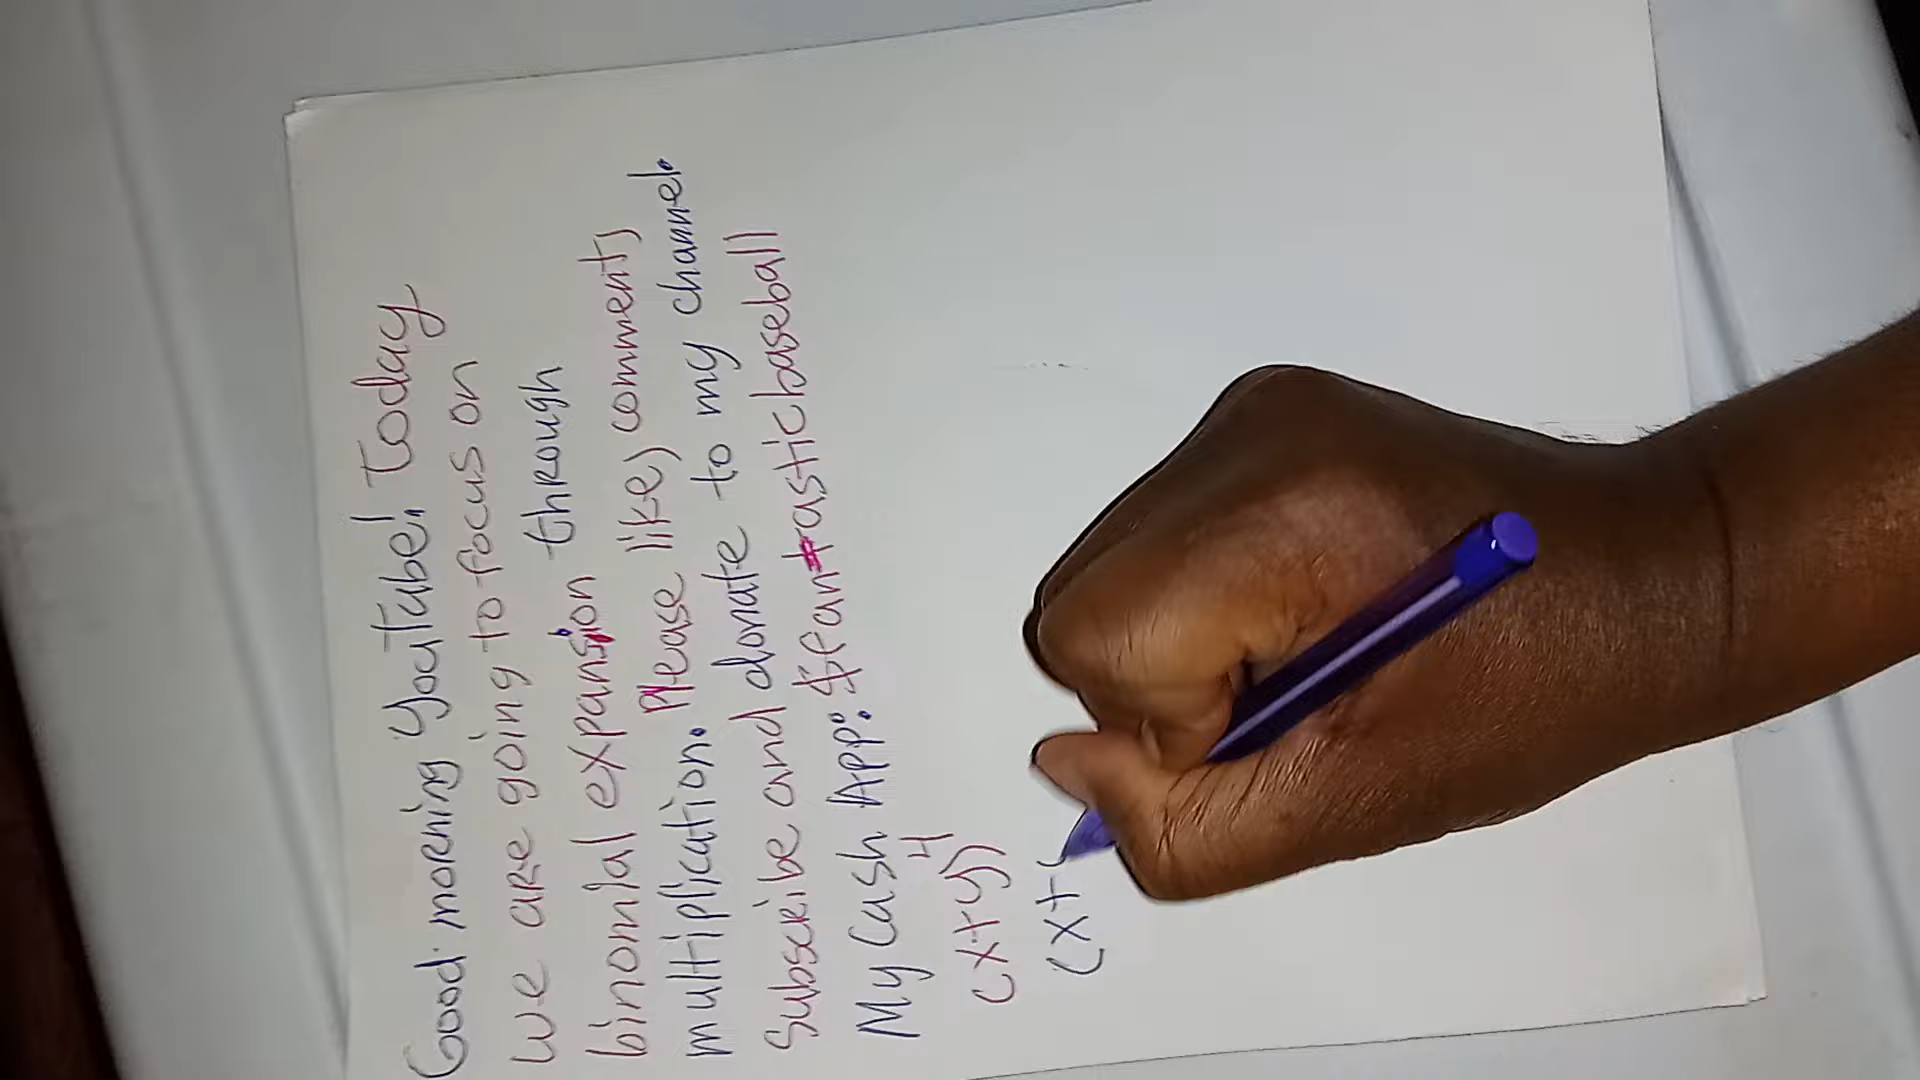 Good morning YouTube! Today
we are going to focus on
binomial expansion through
multiplication. Please like, comment,
subscribe and donate to my channel.
My Cash App: $fantasticbaseball
(x+y)4
(x+